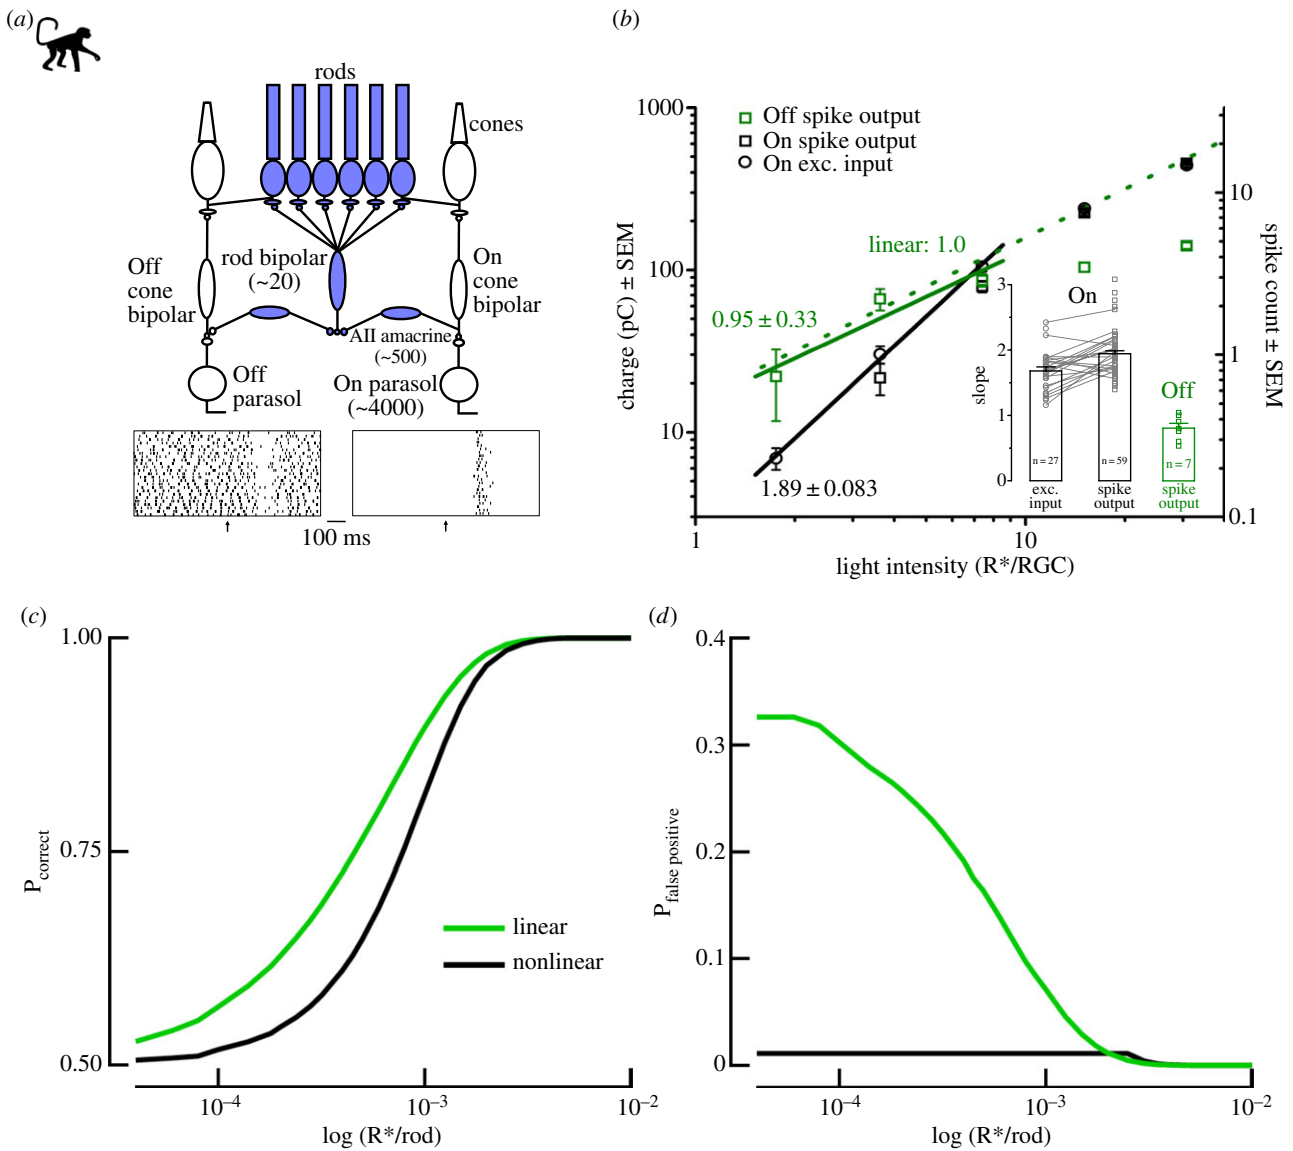 (a)
rods
cones
rod bipolar
(~20)
Off
cone
bipolar
On
cone
bipolar
AII amacrine
(~500)
Off
parasol
On parasol
(~4000)
100 ms
(b)
1000
100
10
charge (pC) ± SEM
Off spike output
On spike output
On exc. input
linear: 1.0
0.95 ± 0.33
1.89 ± 0.083
10
1
0.1
spike count ± SEM
1
10
light intensity (R*/RGC)
3
2
1
0
slope
On
Off
n = 27
n = 59
n = 7
exc.
input
spike
output
spike
output
(c)
1.00
0.75
0.50
Pcorrect
linear
nonlinear
10–4
10–3
10–2
log (R*/rod)
(d)
0.4
0.3
0.2
0.1
0
Pfalse positive
10–4
10–3
10–2
log (R*/rod)